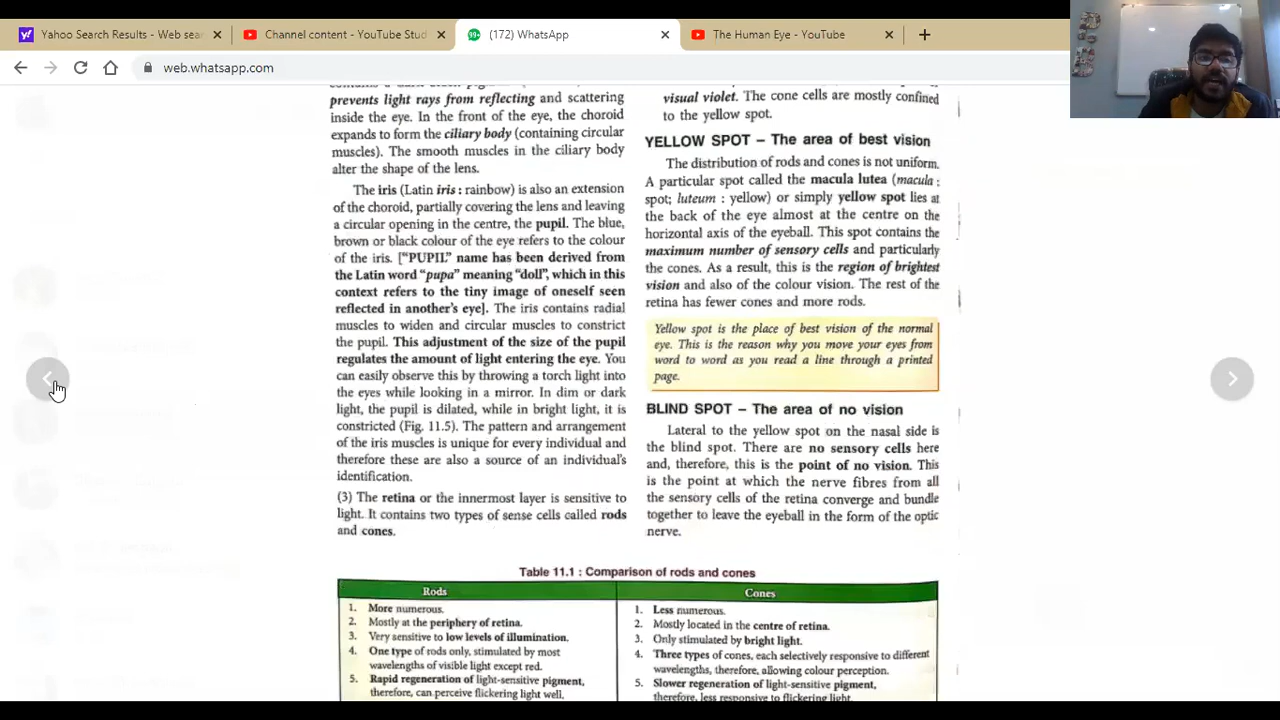 Yahoo Search Results - Web sear
Channel content - YouTube Stud
99+
(172) WhatsApp
The Human Eye - YouTube
web.whatsapp.com
prevents light rays from reflecting and scattering
inside the eye. In the front of the eye, the choroid
expands to form the ciliary body (containing circular
muscles). The smooth muscles in the ciliary body
alter the shape of the lens.
The iris (Latin iris : rainbow) is also an extension
of the choroid, partially covering the lens and leaving
a circular opening in the centre, the pupil. The blue,
brown or black colour of the eye refers to the colour
of the iris. ["PUPIL" name has been derived from
the Latin word "pupa" meaning "doll", which in this
context refers to the tiny image of oneself seen
reflected in another's eye]. The iris contains radial
muscles to widen and circular muscles to constrict
the pupil. This adjustment of the size of the pupil
regulates the amount of light entering the eye. You
can easily observe this by throwing a torch light into
the eyes while looking in a mirror. In dim or dark
light, the pupil is dilated, while in bright light, it is
constricted (Fig. 11.5). The pattern and arrangement
of the iris muscles is unique for every individual and
therefore these are also a source of an individual's
identification.
(3) The retina or the innermost layer is sensitive to
light. It contains two types of sense cells called rods
and cones.
visual violet. The cone cells are mostly confined
to the yellow spot.
YELLOW SPOT – The area of best vision
The distribution of rods and cones is not uniform.
A particular spot called the macula lutea (macula :
spot; luteum : yellow) or simply yellow spot lies at
the back of the eye almost at the centre on the
horizontal axis of the eyeball. This spot contains the
maximum number of sensory cells and particularly
the cones. As a result, this is the region of brightest
vision and also of the colour vision. The rest of the
retina has fewer cones and more rods.
Yellow spot is the place of best vision of the normal
eye. This is the reason why you move your eyes from
word to word as you read a line through a printed
page.
BLIND SPOT – The area of no vision
Lateral to the yellow spot on the nasal side is
the blind spot. There are no sensory cells here
and, therefore, this is the point of no vision. This
is the point at which the nerve fibres from all
the sensory cells of the retina converge and bundle
together to leave the eyeball in the form of the optic
nerve.
Table 11.1 : Comparison of rods and cones
Rods
1. More numerous.
2. Mostly at the periphery of retina.
3. Very sensitive to low levels of illumination.
4. One type of rods only, stimulated by most
wavelengths of visible light except red.
5. Rapid regeneration of light-sensitive pigment,
therefore, can perceive flickering light well.
Cones
1. Less numerous.
2. Mostly located in the centre of retina.
3. Only stimulated by bright light.
4. Three types of cones, each selectively responsive to different
wavelengths, therefore, allowing colour perception.
5. Slower regeneration of light-sensitive pigment,
therefore, less responsive to flickering light.